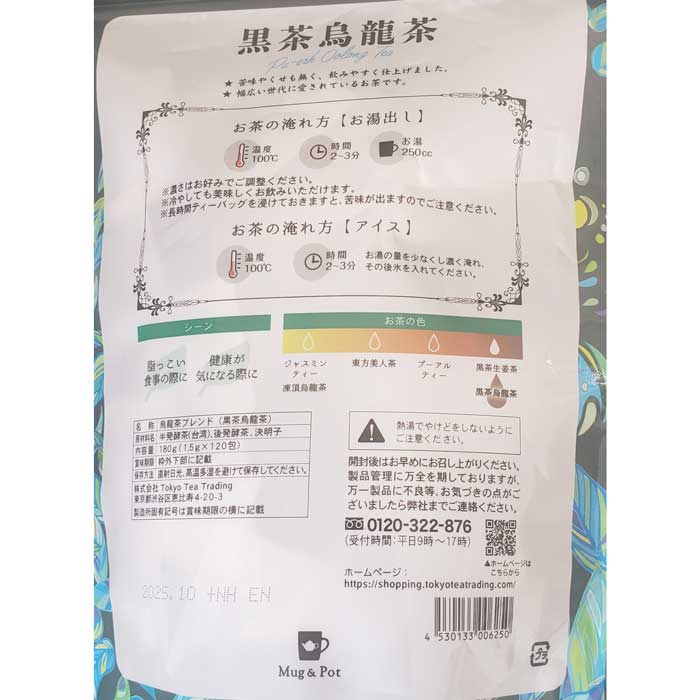 黒茶烏龍茶
Pu-erh Oolong Tea
★ 苦味やくせも無く、飲みやすく仕上げました。
★ 幅広い世代に愛されているお茶です。
お茶の淹れ方【お湯出し】
温度
100℃
時間
2~3分
お湯
250cc
※濃さはお好みでご調整ください。
※冷やしても美味しくお飲みいただけます。
※長時間ティーバッグを浸けておきますと、苦味が出ますのでご注意ください。
お茶の淹れ方【アイス】
温度
100℃
時間
2~3分
お湯の量を少なくし濃く淹れ、
その後氷を入れてください。
シーン
脂っこい
食事の際に
健康が
気になる際に
お茶の色
ジャスミン
ティー
凍頂烏龍茶
東方美人茶
プーアル
ティー
黒茶生姜茶
黒茶烏龍茶
名 称 烏龍茶ブレンド(黒茶烏龍茶)
原材料名 半発酵茶(台湾)、後発酵茶、決明子
内容量 180g(1.5g×120包)
賞味期限 枠外下部に記載
保存方法 直射日光、高温多湿を避けて保存してください。
株式会社 Tokyo Tea Trading
東京都渋谷区恵比寿4-20-3
製造所固有記号は賞味期限の横に記載
熱湯でやけどをしないように
ご注意ください。
開封後はお早めにお召し上がりください。
製品管理に万全を期しておりますが、
万一製品に不良等、お気づきの点がご
ざいましたら弊社までご連絡ください。
0120-322-876
(受付時間:平日9時~17時)
▲ホームページは
こちらから
ホームページ:
https://shopping.tokyoteatrading.com/
2025.10 +NH EN
4 530133 006250
プラ
Mug & Pot